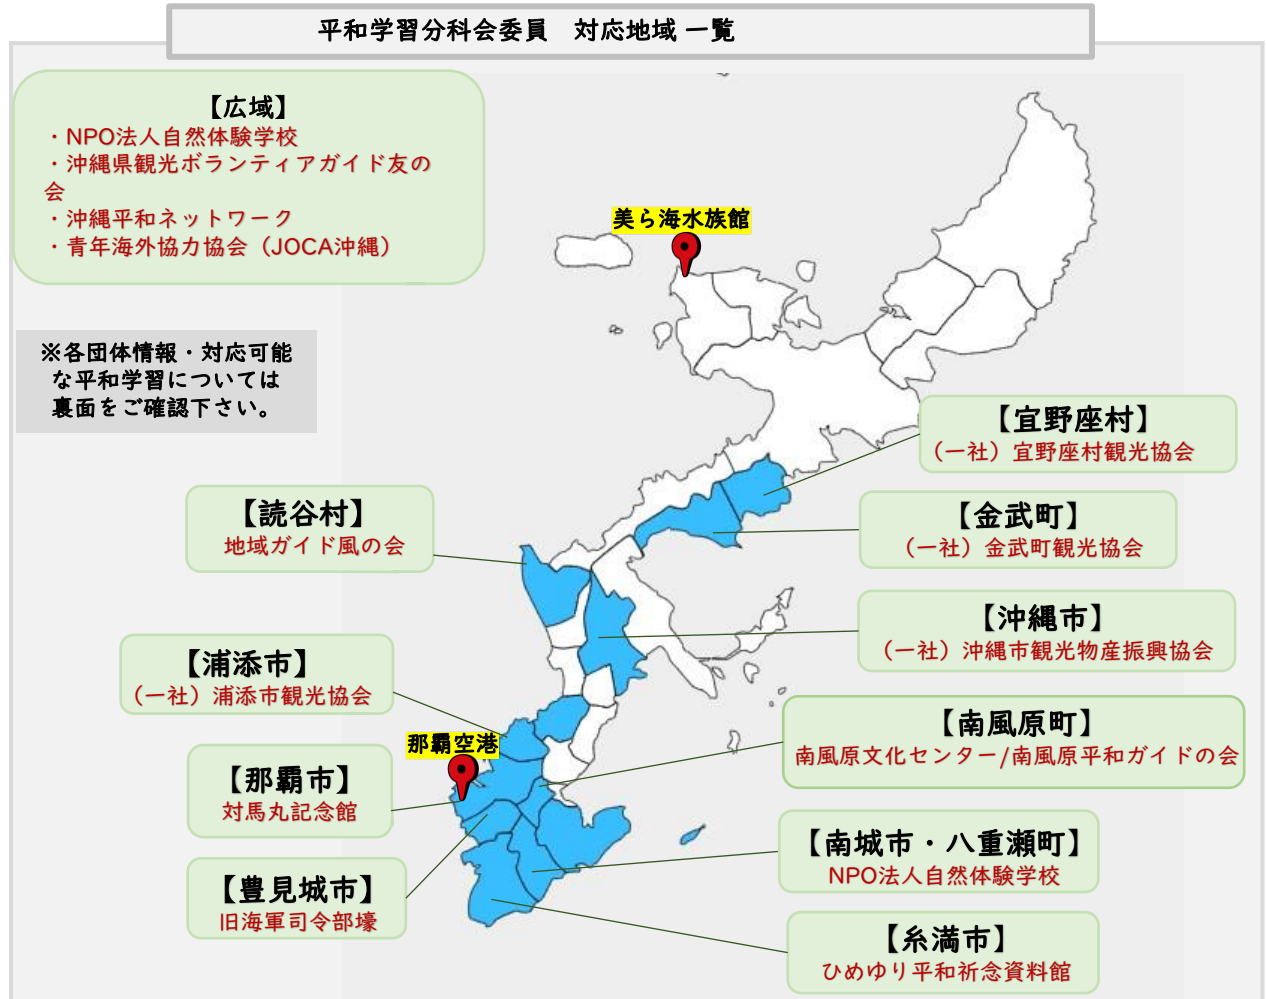 平和学習分科会委員　対応地域 一覧
【広域】
・NPO法人自然体験学校
・沖縄県観光ボランティアガイド友の
会
・沖縄平和ネットワーク
・青年海外協力協会（JOCA沖縄）
美ら海水族館
※各団体情報・対応可能
な平和学習については
裏面をご確認下さい。
【宜野座村】
（一社）宜野座村観光協会
【読谷村】
地域ガイド風の会
【金武町】
（一社）金武町観光協会
【沖縄市】
（一社）沖縄市観光物産振興協会
【浦添市】
（一社）浦添市観光協会
【南風原町】
南風原文化センター/南風原平和ガイドの会
那覇空港
【那覇市】
対馬丸記念館
【南城市・八重瀬町】
NPO法人自然体験学校
【豊見城市】
旧海軍司令部壕
【糸満市】
ひめゆり平和祈念資料館